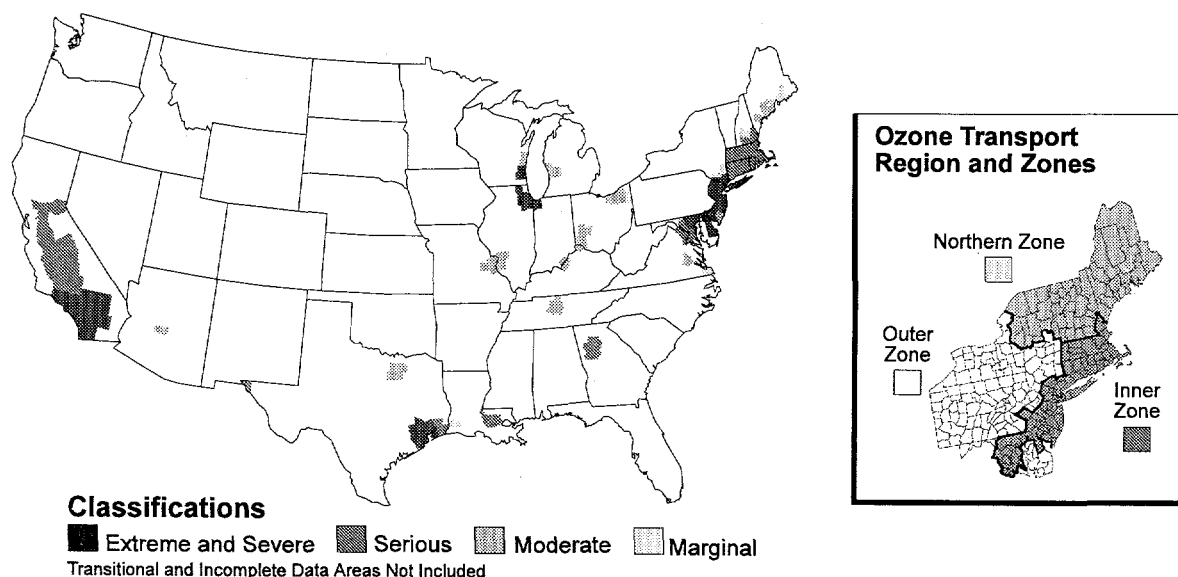 Ozone Transport
Region and Zones
Northern Zone
Outer
Zone
Inner
Zone
Classifications
Extreme and Severe
Serious
Moderate
Marginal
Transitional and Incomplete Data Areas Not Included